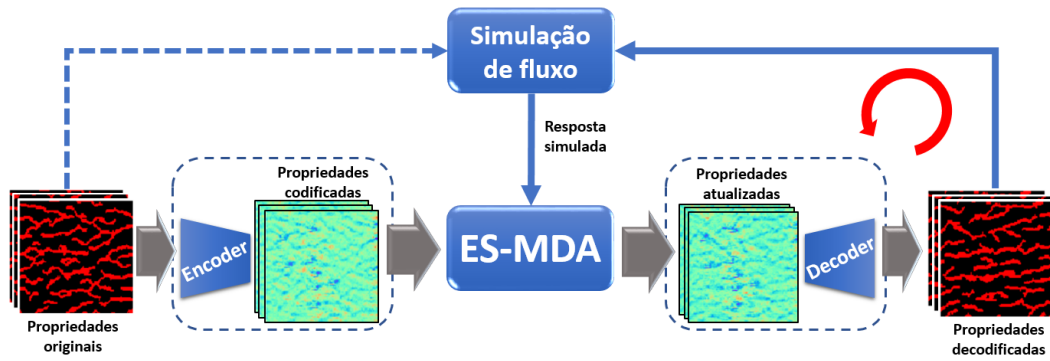 Simulação
de fluxo
Resposta
simulada
Propriedades
codificadas
Propriedades
atualizadas
Encoder
ES-MDA
Decoder
Propriedades
originais
Propriedades
decodificadas